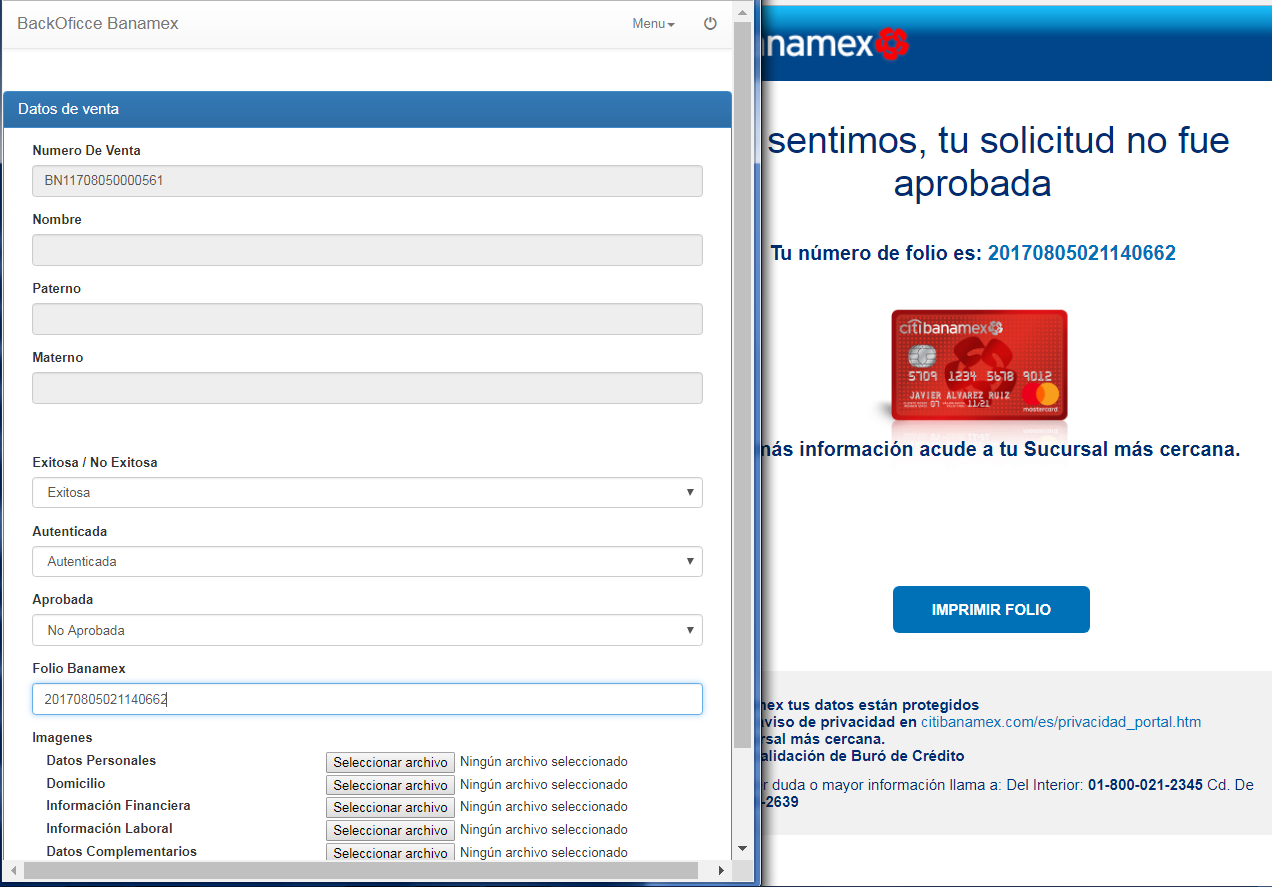 BackOficce Banamex
Menu
Datos de venta
Numero De Venta
BN11708050000561
Nombre
Paterno
Materno
Exitosa / No Exitosa
Exitosa
Autenticada
Autenticada
Aprobada
No Aprobada
Folio Banamex
20170805021140662
Imagenes
Datos Personales Seleccionar archivo Ningún archivo seleccionado
Domicilio Seleccionar archivo Ningún archivo seleccionado
Información Financiera Seleccionar archivo Ningún archivo seleccionado
Información Laboral Seleccionar archivo Ningún archivo seleccionado
Datos Complementarios Seleccionar archivo Ningún archivo seleccionado
namex
sentimos, tu solicitud no fue
aprobada
Tu número de folio es: 20170805021140662
citibanamex
5709 1234 5678 9012
JAVIER ALVAREZ RUIZ
07 11/21
mastercard
más información acude a tu Sucursal más cercana.
IMPRIMIR FOLIO
mex tus datos están protegidos
viso de privacidad en citibanamex.com/es/privacidad_portal.htm
rsal más cercana.
alidación de Buró de Crédito
r duda o mayor información llama a: Del Interior: 01-800-021-2345 Cd. De
-2639